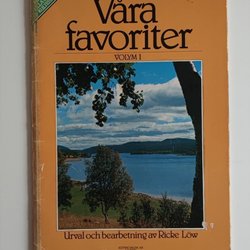 Våra
favoriter
VOLYM 1
Urval och bearbetning av Ricke Löw